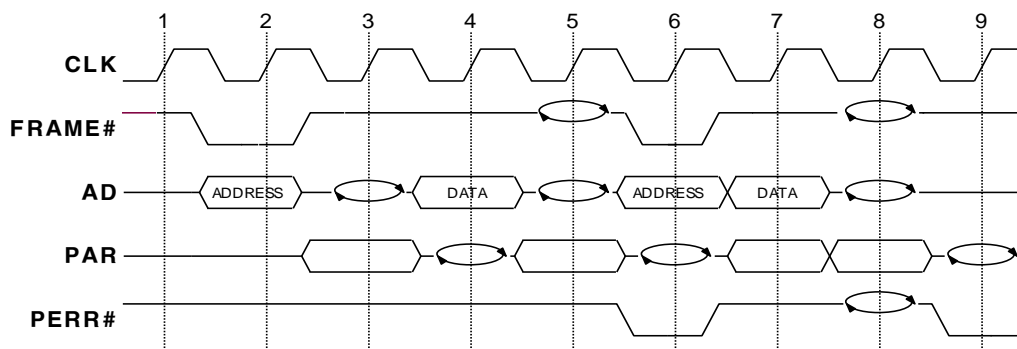 1 2 3 4 5 6 7 8 9
CLK
FRAME#
AD ADDRESS DATA ADDRESS DATA
PAR
PERR#